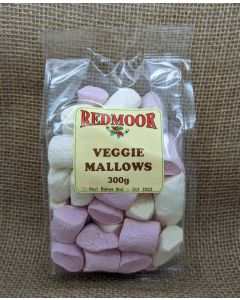 REDMOOR
VEGGIE
MALLOWS
300g
Best Before End - Oct 2023